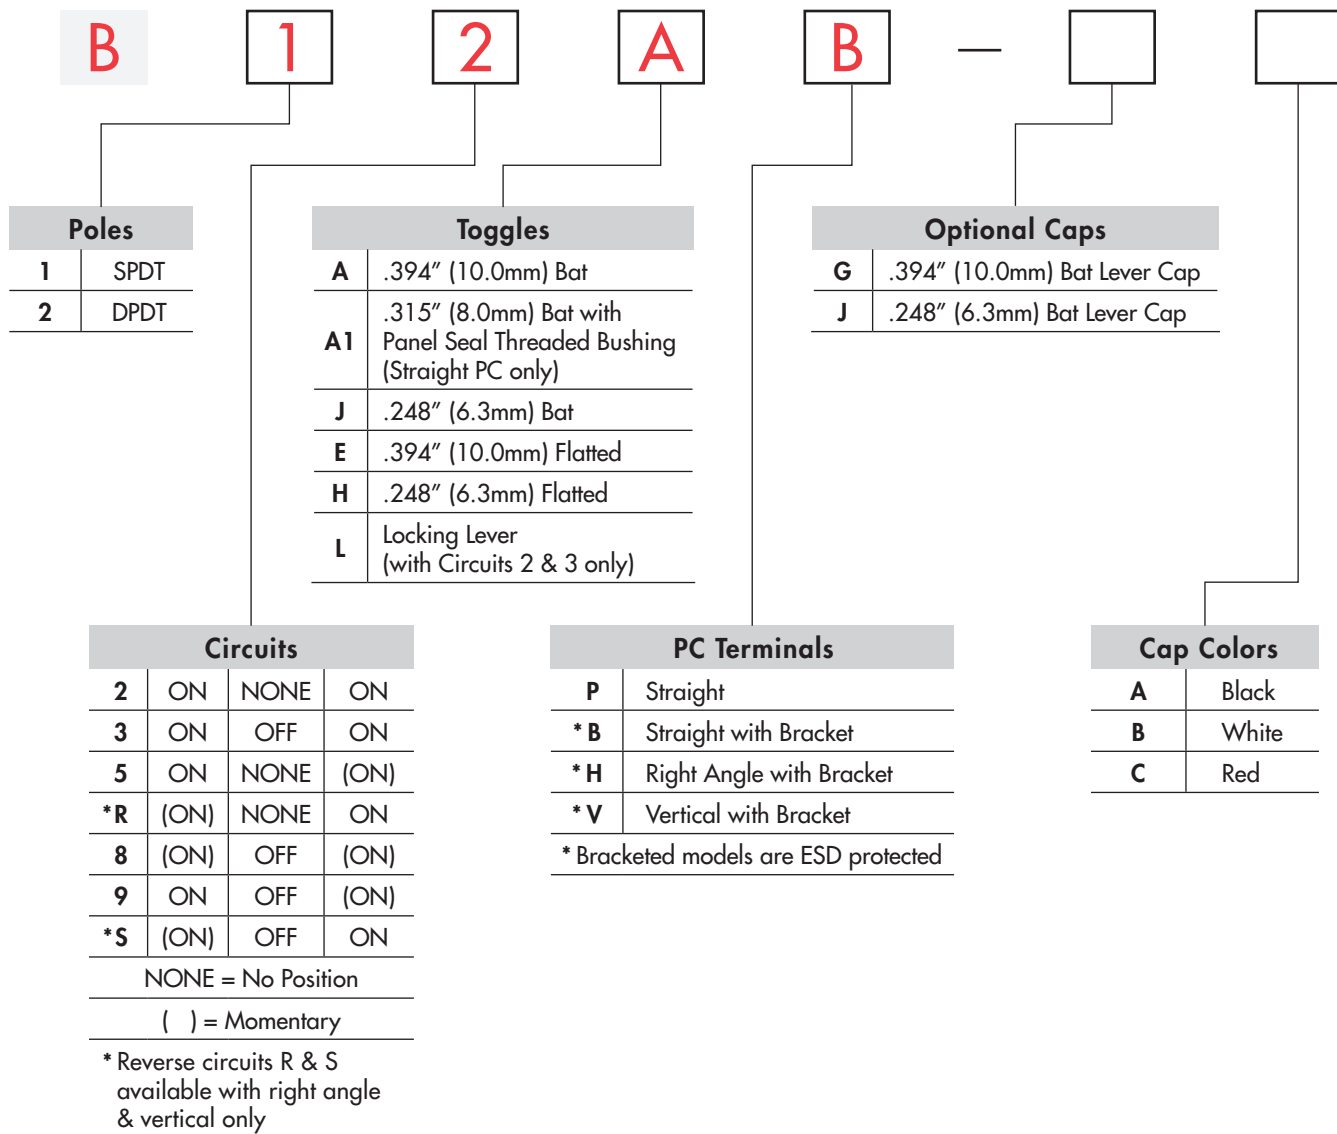 B 1 2 A B —
Poles
1 SPDT
2 DPDT
Toggles
A .394" (10.0mm) Bat
A1 .315" (8.0mm) Bat with
Panel Seal Threaded Bushing
(Straight PC only)
J .248" (6.3mm) Bat
E .394" (10.0mm) Flatted
H .248" (6.3mm) Flatted
L Locking Lever
(with Circuits 2 & 3 only)
Optional Caps
G .394" (10.0mm) Bat Lever Cap
J .248" (6.3mm) Bat Lever Cap
Circuits
2 ON NONE ON
3 ON OFF ON
5 ON NONE (ON)
*R (ON) NONE ON
8 (ON) OFF (ON)
9 ON OFF (ON)
*S (ON) OFF ON
NONE = No Position
( ) = Momentary
* Reverse circuits R & S
available with right angle
& vertical only
PC Terminals
P Straight
* B Straight with Bracket
* H Right Angle with Bracket
* V Vertical with Bracket
* Bracketed models are ESD protected
Cap Colors
A Black
B White
C Red